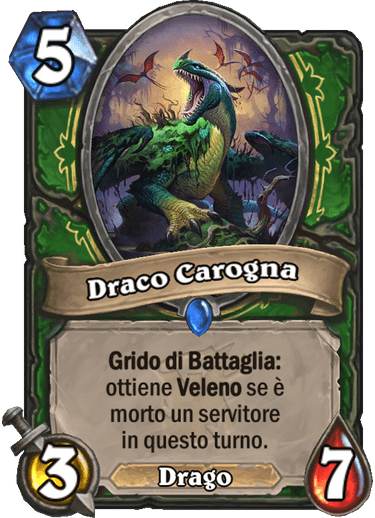 5
Draco Carogna
Grido di Battaglia:
ottiene Veleno se è
morto un servitore
in questo turno.
3
Drago
7